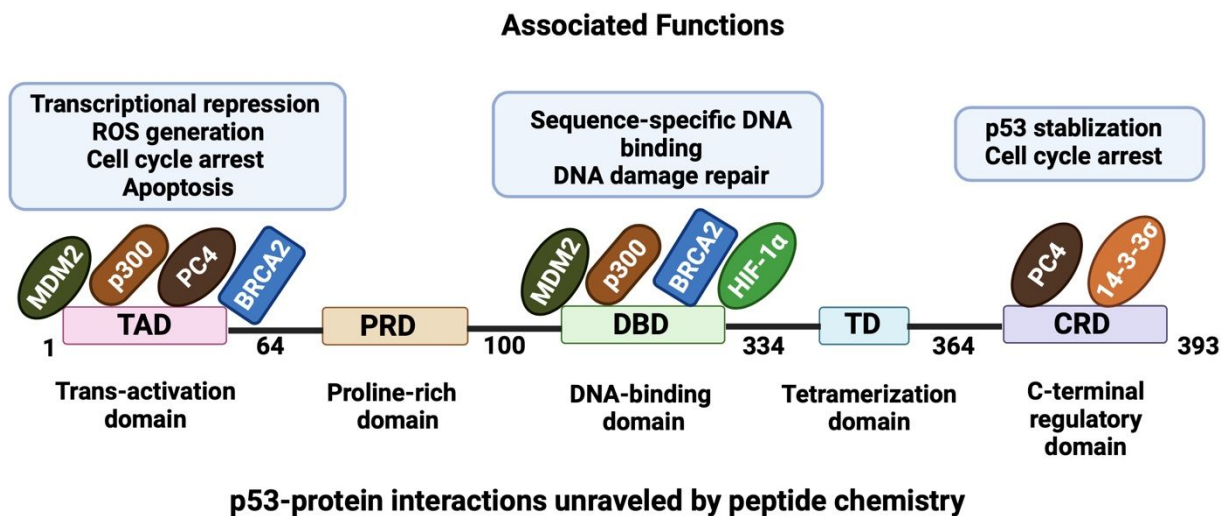 Associated Functions
Transcriptional repression
ROS generation
Cell cycle arrest
Apoptosis
Sequence-specific DNA
binding
DNA damage repair
p53 stablization
Cell cycle arrest
MDM2
p300
PC4
BRCA2
MDM2
p300
BRCA2
HIF-1α
PC4
14-3-3σ
TAD
PRD
DBD
TD
CRD
1
64
100
334
364
393
Trans-activation
domain
Proline-rich
domain
DNA-binding
domain
Tetramerization
domain
C-terminal
regulatory
domain
p53-protein interactions unraveled by peptide chemistry